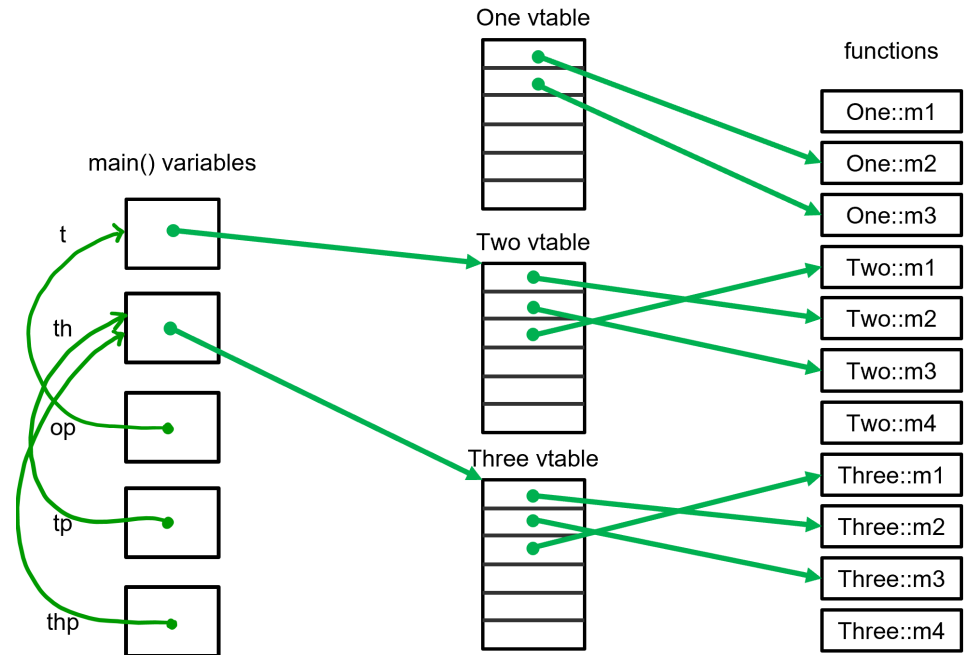 One vtable
functions
One::m1
main() variables
One::m2
One::m3
t
Two vtable
Two::m1
th
Two::m2
Two::m3
op
Two::m4
Three vtable
Three::m1
tp
Three::m2
Three::m3
thp
Three::m4